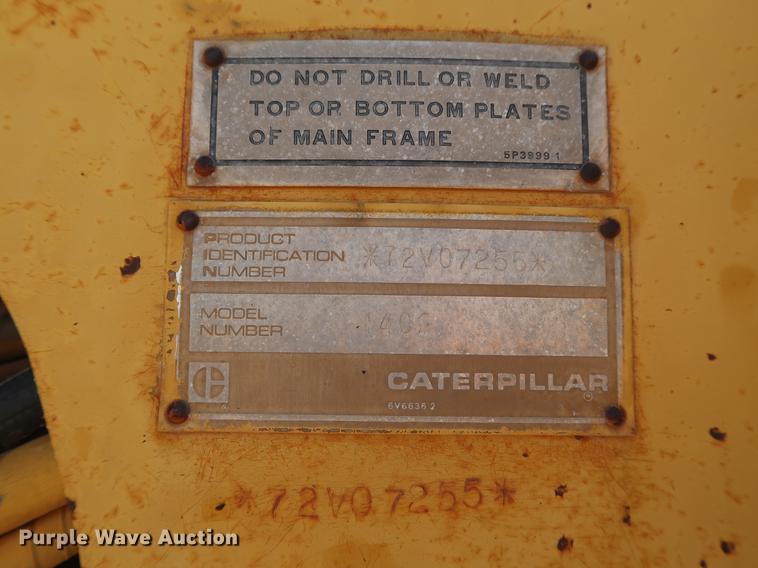 DO NOT DRILL OR WELD
TOP OR BOTTOM PLATES
OF MAIN FRAME
5P3999 1
PRODUCT
IDENTIFICATION
NUMBER
*72V07255*
MODEL
NUMBER
140G
CATERPILLAR
6V6636 2
*72V07255*
Purple Wave Auction